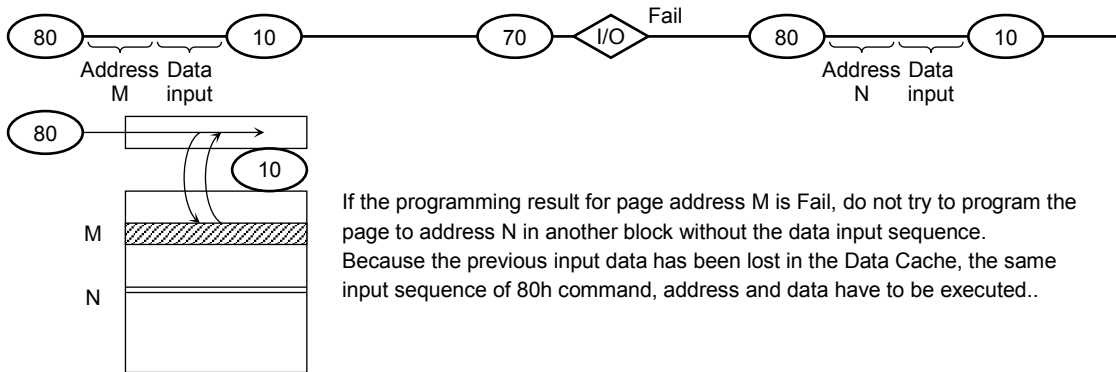 Fail
80
10
70
I/O
80
10
Address Data
M input
Address Data
N input
80
10
If the programming result for page address M is Fail, do not try to program the
page to address N in another block without the data input sequence.
M
Because the previous input data has been lost in the Data Cache, the same
input sequence of 80h command, address and data have to be executed..
N